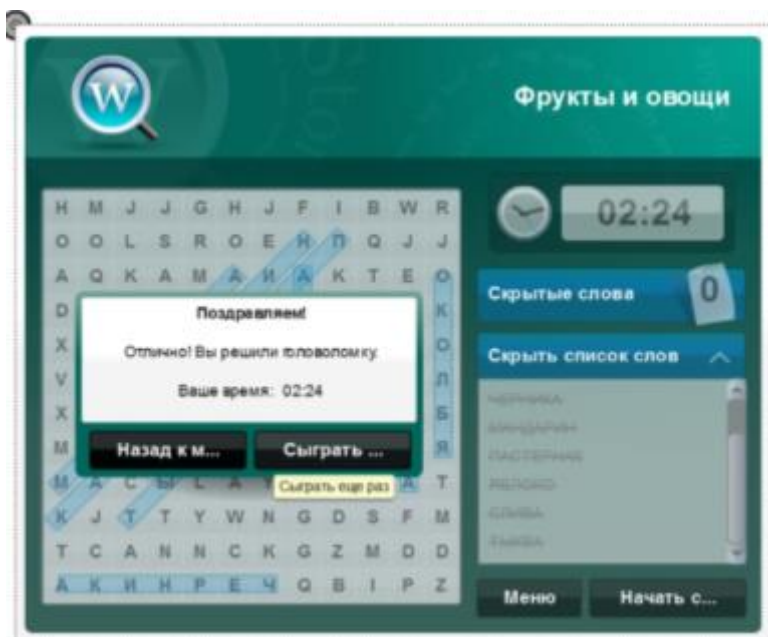 W
Фрукты и овощи
H M J J G H J F I B W R
O O L S R O E Н П Q J J
A Q K A M А И А K T E О
D К
X О
V Л
X Б
M Я
02:24
Скрытые слова
0
Скрыть список слов
ЧЕРНИКА
МАНДАРИН
ПАСТЕРНАК
ЯБЛОКО
СЛИВА
ТЫКВА
Поздравляем!
Отлично! Вы решили головоломку.
Ваше время: 02:24
Назад к м...
Сыграть ...
Сыграть еще раз
М А С Ы L A А T
К J Т T Y W N G D S F M
T C A N N C K G Z M D D
А К И Н Р Е Ч Q B I P Z
Меню
Начать с...